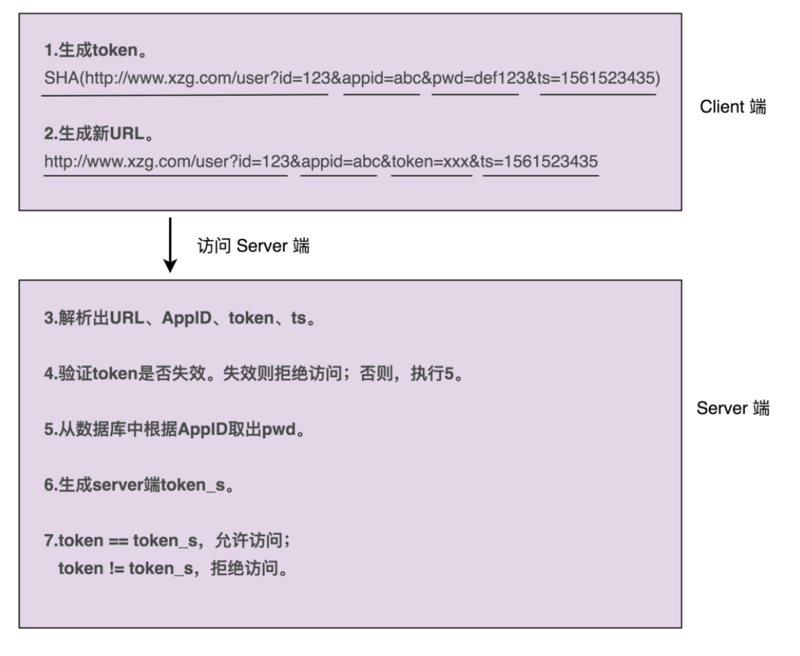 1.生成token。
SHA(http://www.xzg.com/user?id=123&appid=abc&pwd=def123&ts=1561523435)
2.生成新URL。
http://www.xzg.com/user?id=123&appid=abc&token=xxx&ts=1561523435
Client 端
访问 Server 端
3.解析出URL、AppID、token、ts。
4.验证token是否失效。失效则拒绝访问；否则，执行5。
5.从数据库中根据AppID取出pwd。
6.生成server端token_s。
7.token == token_s，允许访问；
token != token_s，拒绝访问。
Server 端